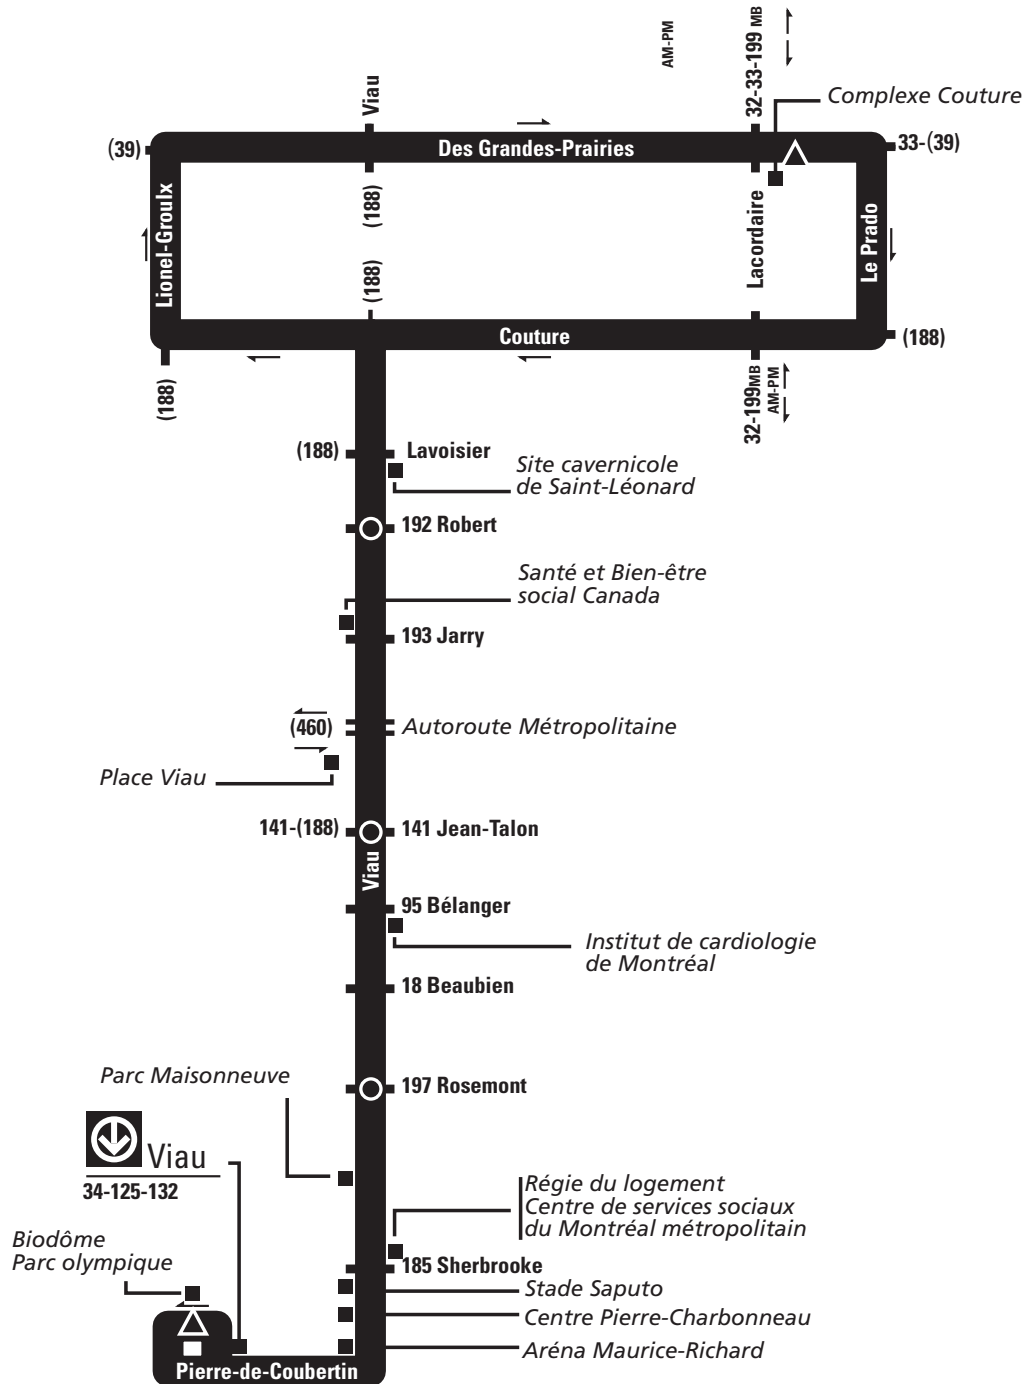 AM-PM
32-33-199 MB
Viau
Complexe Couture
(39)
Des Grandes-Prairies
33-(39)
Lionel-Groulx
(188)
(188)
Lacordaire
Le Prado
Couture
(188)
(188)
32-199MB
AM-PM
(188)
Lavoisier
Site cavernicole
de Saint-Léonard
192 Robert
Santé et Bien-être
social Canada
193 Jarry
(460)
Autoroute Métropolitaine
Place Viau
141-(188)
141 Jean-Talon
Viau
95 Bélanger
Institut de cardiologie
de Montréal
18 Beaubien
Parc Maisonneuve
197 Rosemont
Viau
34-125-132
Régie du logement
Centre de services sociaux
du Montréal métropolitain
Biodôme
Parc olympique
185 Sherbrooke
Stade Saputo
Centre Pierre-Charbonneau
Aréna Maurice-Richard
Pierre-de-Coubertin